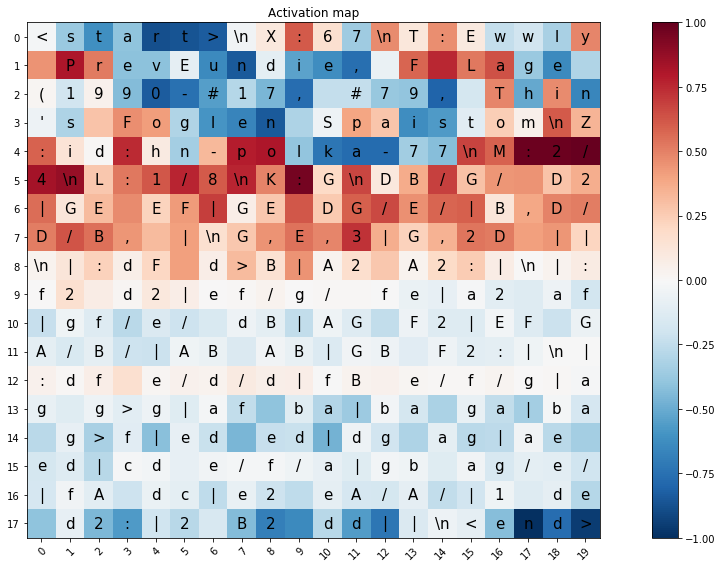 Activation map
0 < s t a r t > \n X : 6 7 \n T : E w w l y
1 P r e v E u n d i e , F L a g e
2 ( 1 9 9 0 - # 1 7 , # 7 9 , T h i n
3 ' s F o g l e n S p a i s t o m \n Z
4 : i d : h n - p o l k a - 7 7 \n M : 2 /
5 4 \n L : 1 / 8 \n K : G \n D B / G / D 2
6 | G E E F | G E D G / E / | B , D /
7 D / B , | \n G , E , 3 | G , 2 D | |
8 \n | : d F d > B | A 2 A 2 : | \n | :
9 f 2 d 2 | e f / g / f e | a 2 a f
10 | g f / e / d B | A G F 2 | E F G
11 A / B / | A B A B | G B F 2 : | \n |
12 : d f e / d / d | f B e / f / g | a
13 g g > g | a f b a | b a g a | b a
14 g > f | e d e d | d g a g | a e
15 e d | c d e / f / a | g b a g / e /
16 | f A d c | e 2 e A / A / | 1 d e
17 d 2 : | 2 B 2 d d | | \n < e n d >
0 1 2 3 4 5 6 7 8 9 10 11 12 13 14 15 16 17 18 19
1.00
0.75
0.50
0.25
0.00
−0.25
−0.50
−0.75
−1.00